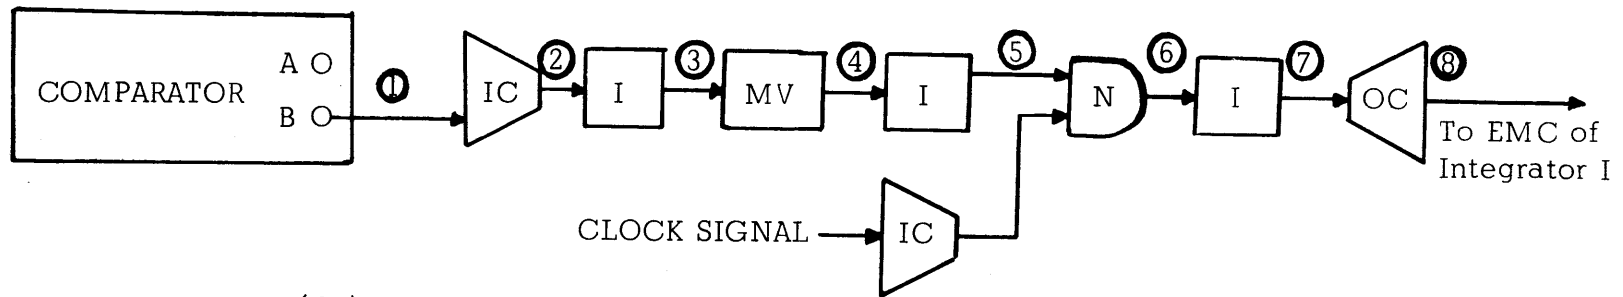 COMPARATOR
A
B
1
IC
2
I
3
MV
4
I
5
N
6
I
7
OC
8
To EMC of
Integrator I
CLOCK SIGNAL
IC